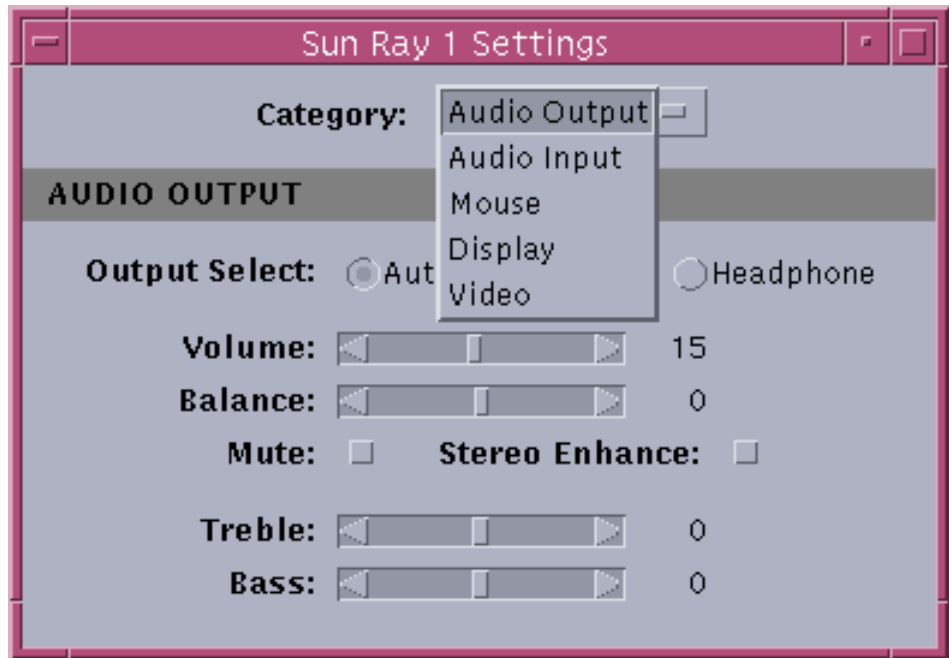 Sun Ray 1 Settings
Category: Audio Output
Audio Input
Mouse
Display
Video
AUDIO OUTPUT
Output Select: Aut Headphone
Volume: 15
Balance: 0
Mute: Stereo Enhance:
Treble: 0
Bass: 0